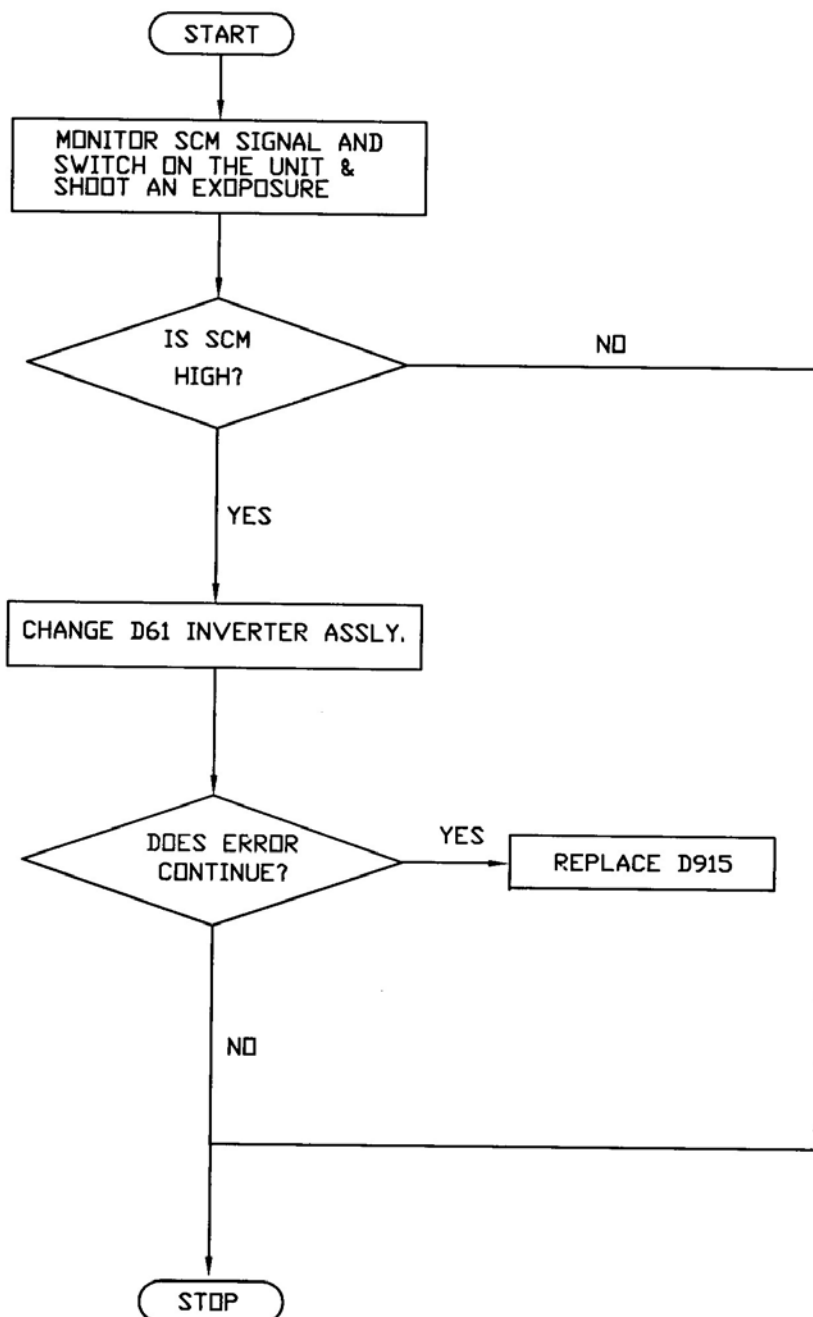 START
MONITOR SCM SIGNAL AND
SWITCH ON THE UNIT &
SHOOT AN EXOPOSURE
IS SCM
HIGH?
NO
YES
CHANGE D61 INVERTER ASSLY.
DOES ERROR
CONTINUE?
YES
REPLACE D915
NO
STOP